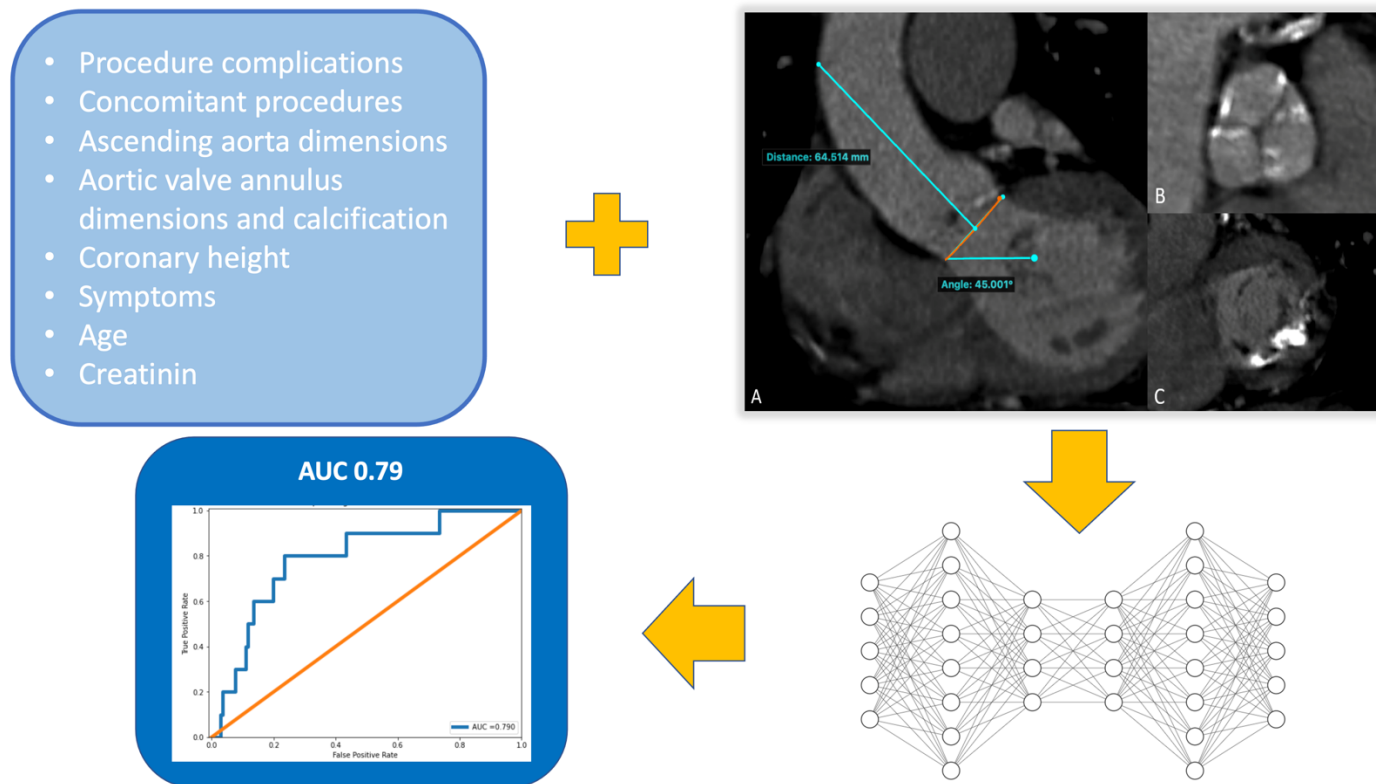 • Procedure complications
• Concomitant procedures
• Ascending aorta dimensions
• Aortic valve annulus
dimensions and calcification
• Coronary height
• Symptoms
• Age
• Creatinin
Distance: 64.514 mm
Angle: 45.001°
A
B
C
AUC 0.79
1.0
0.8
0.6
0.4
0.2
0.0
True Positive Rate
0.0 0.2 0.4 0.6 0.8 1.0
False Positive Rate
AUC =0.790